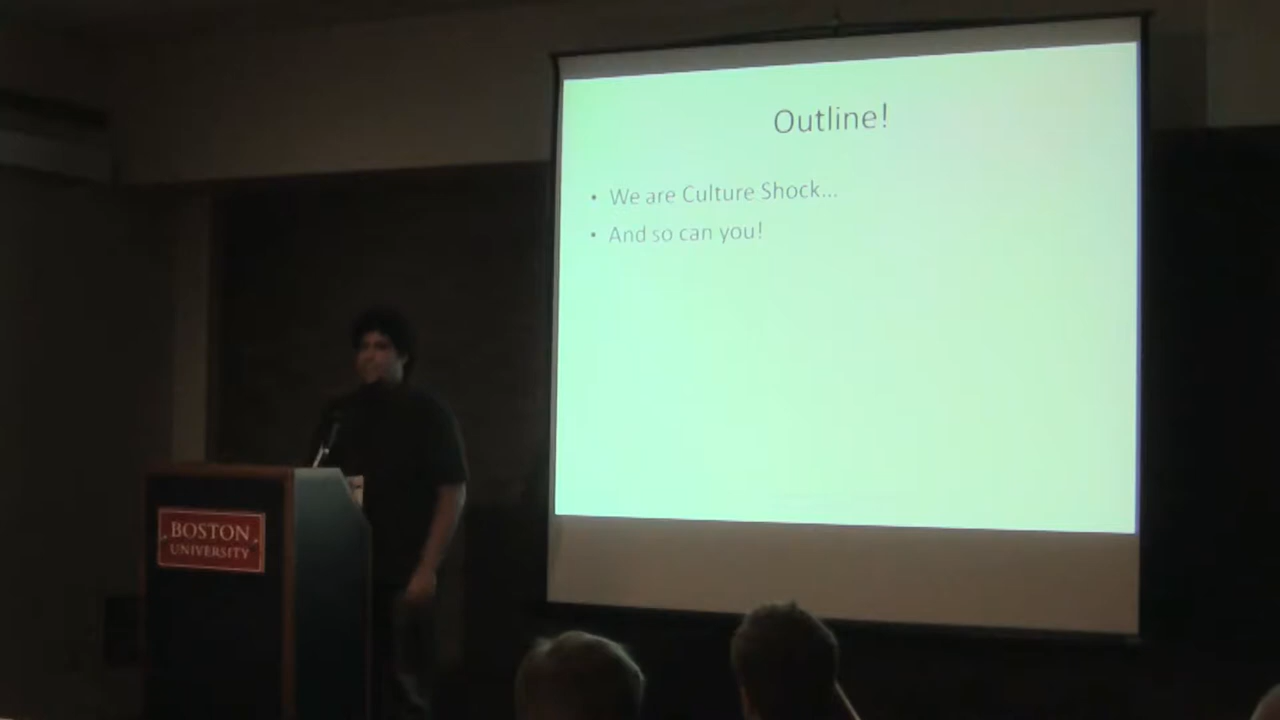 Outline!
• We are Culture Shock...
• And so can you!
BOSTON
UNIVERSITY